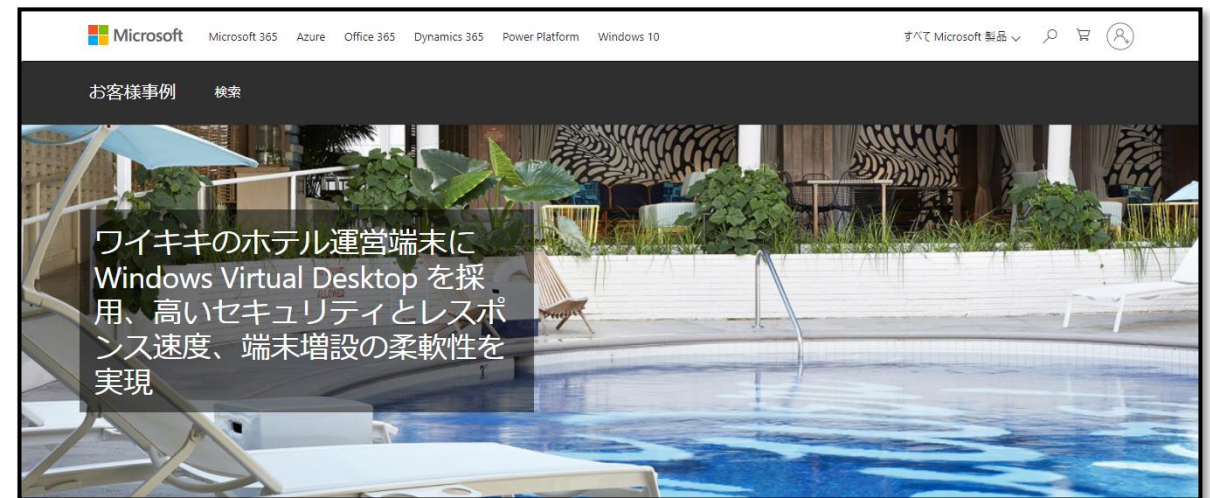 Microsoft Microsoft 365 Azure Office 365 Dynamics 365 Power Platform Windows 10 すべて Microsoft 製品
お客様事例 検索
ワイキキのホテル運営端末に
Windows Virtual Desktop を採
用、高いセキュリティとレスポ
ンス速度、端末増設の柔軟性を
実現